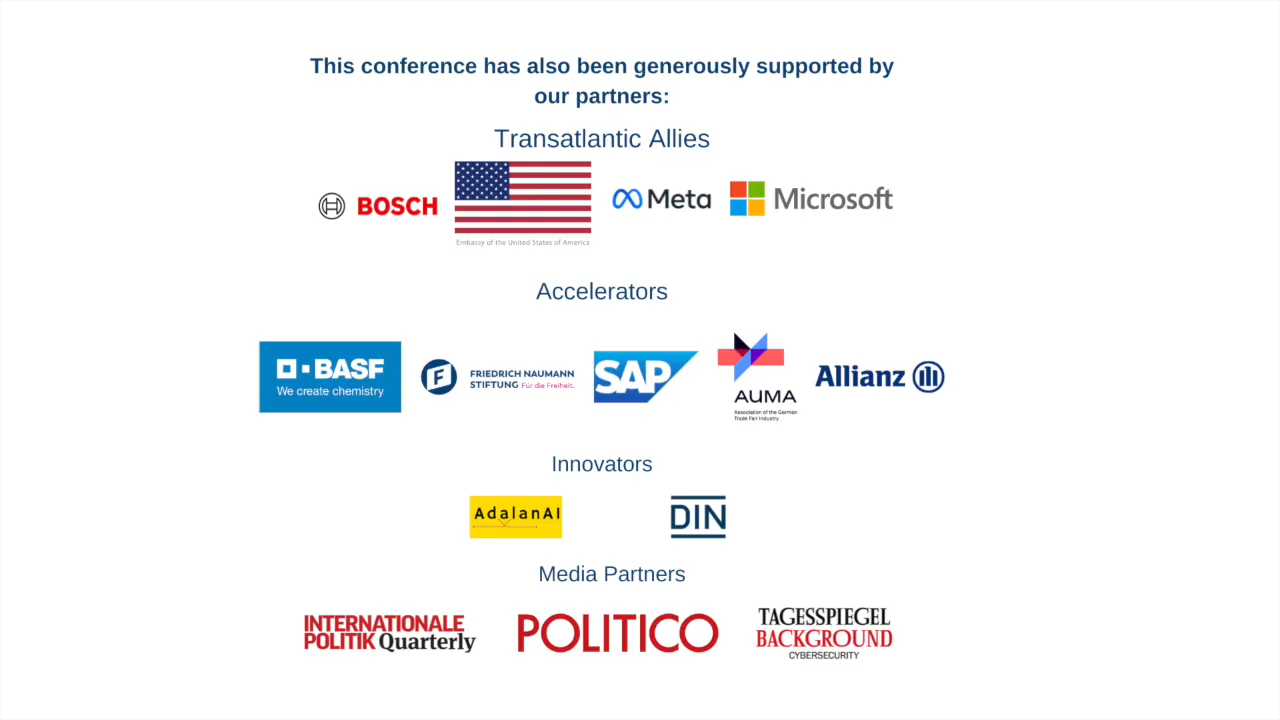 This conference has also been generously supported by
our partners:
Transatlantic Allies
BOSCH
Embassy of the United States of America
Meta
Microsoft
Accelerators
BASF
We create chemistry
FRIEDRICH NAUMANN
STIFTUNG Für die Freiheit.
SAP
AUMA
Association of the German
Trade Fair Industry
Allianz
Innovators
AdalanAI
DIN
Media Partners
INTERNATIONALE
POLITIK Quarterly
POLITICO
TAGESSPIEGEL
BACKGROUND
CYBERSECURITY